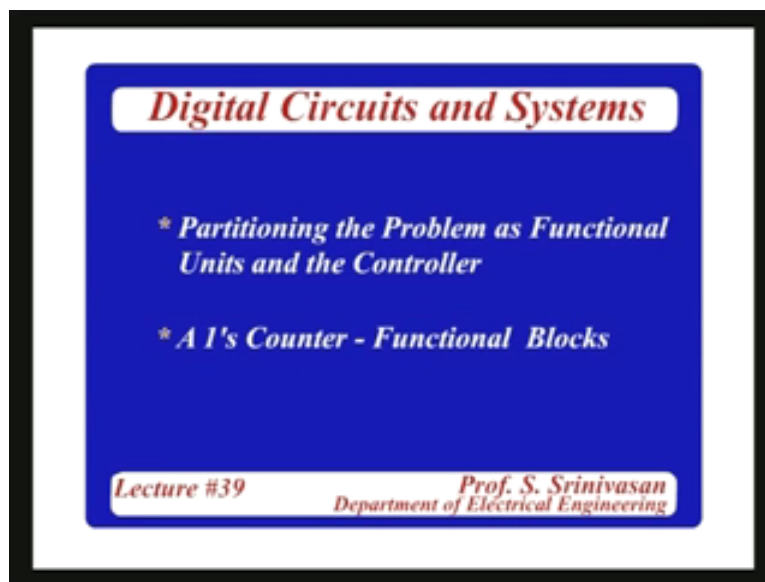 Digital Circuits and Systems
* Partitioning the Problem as Functional
Units and the Controller
* A 1's Counter - Functional Blocks
Lecture #39
Prof. S. Srinivasan
Department of Electrical Engineering